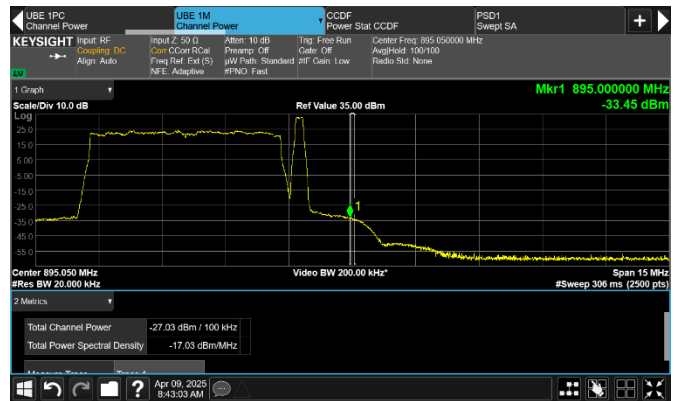 UBE 1PC
Channel Power
UBE 1M
Channel Power
CCDF
Power Stat CCDF
PSD1
Swept SA
KEYSIGHT
Input: RF
Coupling: DC
Align: Auto
LXI
Input Z: 50 Ω
Corr CCorr RCal
Freq Ref: Ext (S)
NFE: Adaptive
Atten: 10 dB
Preamp: Off
µW Path: Standard
#PNO: Fast
Trig: Free Run
Gate: Off
#IF Gain: Low
Center Freq: 895.050000 MHz
Avg|Hold: 100/100
Radio Std: None
1 Graph
Mkr1 895.000000 MHz
Scale/Div 10.0 dB
Ref Value 35.00 dBm
-33.45 dBm
Log
25.0
15.0
5.00
-5.00
-15.0
-25.0
-35.0
-45.0
-55.0
1
Center 895.050 MHz
Video BW 200.00 kHz*
Span 15 MHz
#Res BW 20.000 kHz
#Sweep 306 ms (2500 pts)
2 Metrics
Total Channel Power
-27.03 dBm / 100 kHz
Total Power Spectral Density
-17.03 dBm/MHz
Measure Trace
Trace 1
Apr 09, 2025
8:43:03 AM